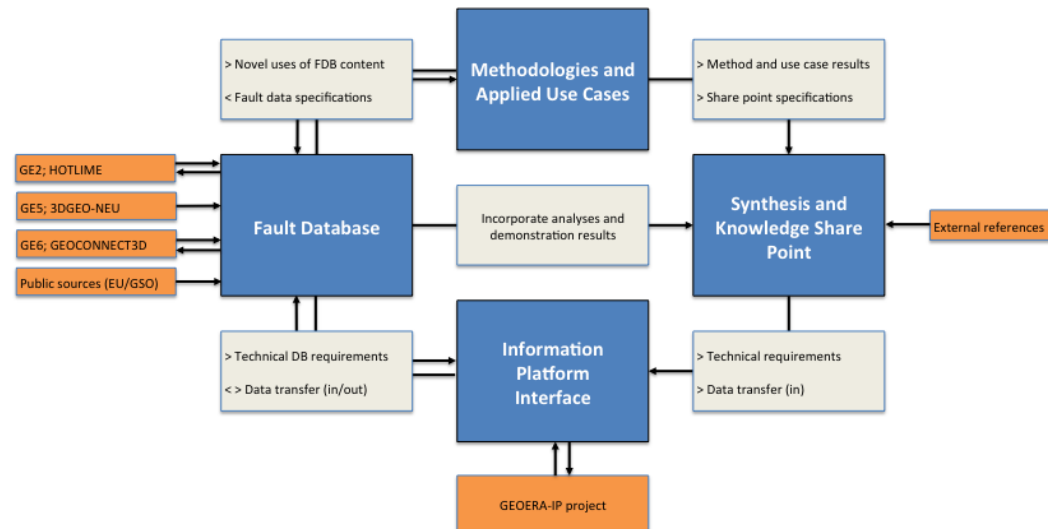 > Novel uses of FDB content
< Fault data specifications
Methodologies and
Applied Use Cases
> Method and use case results
> Share point specifications
GE2; HOTLIME
GE5; 3DGEO-NEU
GE6; GEOCONNECT3D
Public sources (EU/GSO)
Fault Database
Incorporate analyses and
demonstration results
Synthesis and
Knowledge Share
Point
External references
> Technical DB requirements
< > Data transfer (in/out)
Information
Platform
Interface
> Technical requirements
> Data transfer (in)
GEOERA-IP project